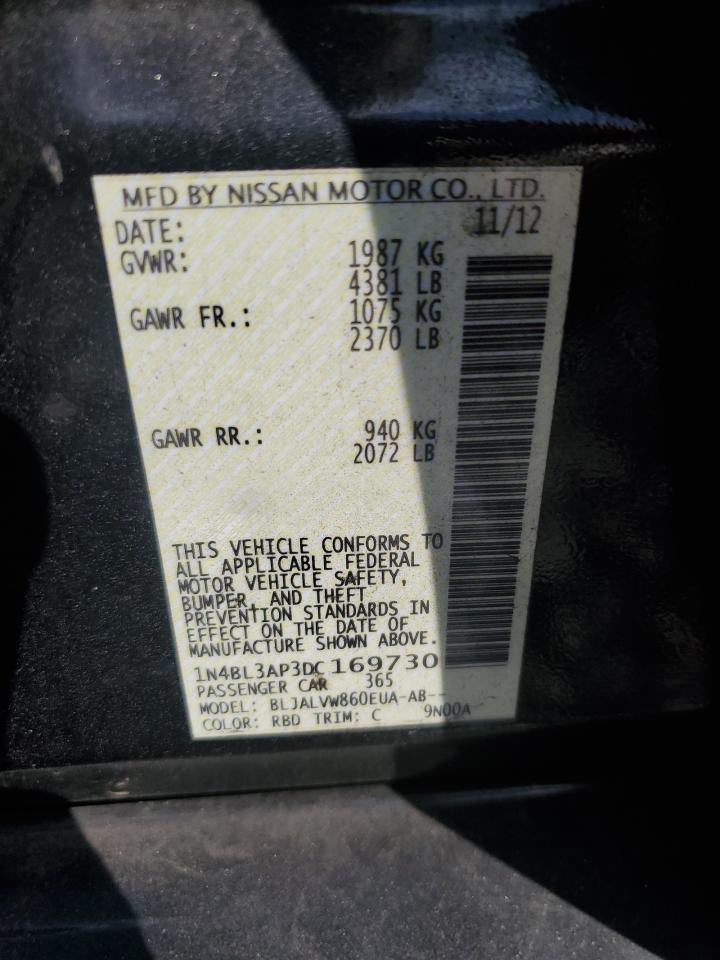 MFD BY NISSAN MOTOR CO., LTD.
DATE: 11/12
GVWR: 1987 KG
4381 LB
GAWR FR.: 1075 KG
2370 LB
GAWR RR.: 940 KG
2072 LB
THIS VEHICLE CONFORMS TO
ALL APPLICABLE FEDERAL
MOTOR VEHICLE SAFETY,
BUMPER, AND THEFT
PREVENTION STANDARDS IN
EFFECT ON THE DATE OF
MANUFACTURE SHOWN ABOVE.
1N4BL3AP3DC169730
PASSENGER CAR 365
MODEL: BLJALVW860EUA-AB--
COLOR: RBD TRIM: C 9N00A